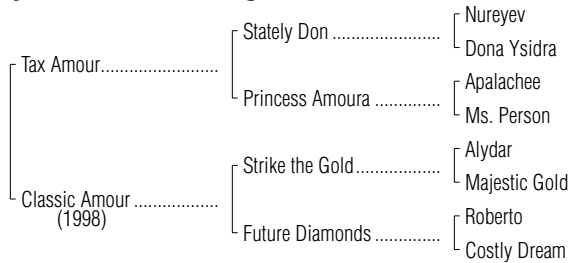 Nureyev
Stately Don ....................
Dona Ysidra
Tax Amour.......................
Apalachee
Princess Amoura ............
Ms. Person
Alydar
Strike the Gold...............
Majestic Gold
Classic Amour ................
(1998)
Roberto
Future Diamonds ............
Costly Dream